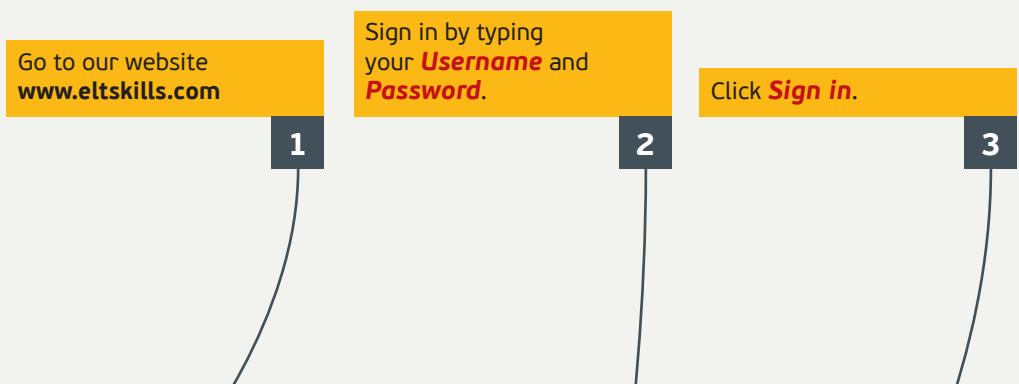 Go to our website
www.eltskills.com
1
Sign in by typing
your Username and
Password.
2
Click Sign in.
3